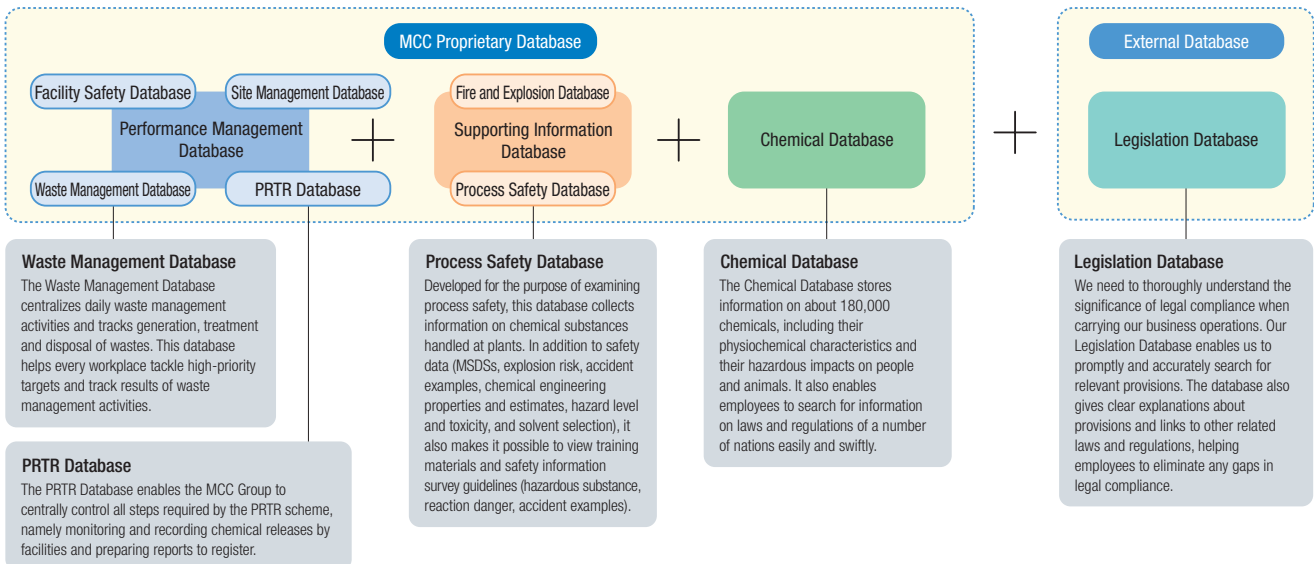 MCC Proprietary Database
External Database
Facility Safety Database
Site Management Database
Performance Management
Database
Waste Management Database
PRTR Database
Fire and Explosion Database
Supporting Information
Database
Process Safety Database
Chemical Database
Legislation Database
Waste Management Database
The Waste Management Database
centralizes daily waste management
activities and tracks generation, treatment
and disposal of wastes. This database
helps every workplace tackle high-priority
targets and track results of waste
management activities.
PRTR Database
The PRTR Database enables the MCC Group to
centrally control all steps required by the PRTR scheme,
namely monitoring and recording chemical releases by
facilities and preparing reports to register.
Process Safety Database
Developed for the purpose of examining
process safety, this database collects
information on chemical substances
handled at plants. In addition to safety
data (MSDSs, explosion risk, accident
examples, chemical engineering
properties and estimates, hazard level
and toxicity, and solvent selection), it
also makes it possible to view training
materials and safety information
survey guidelines (hazardous substance,
reaction danger, accident examples).
Chemical Database
The Chemical Database stores
information on about 180,000
chemicals, including their
physiochemical characteristics and
their hazardous impacts on people
and animals. It also enables
employees to search for information
on laws and regulations of a number
of nations easily and swiftly.
Legislation Database
We need to thoroughly understand the
significance of legal compliance when
carrying our business operations. Our
Legislation Database enables us to
promptly and accurately search for
relevant provisions. The database also
gives clear explanations about
provisions and links to other related
laws and regulations, helping
employees to eliminate any gaps in
legal compliance.